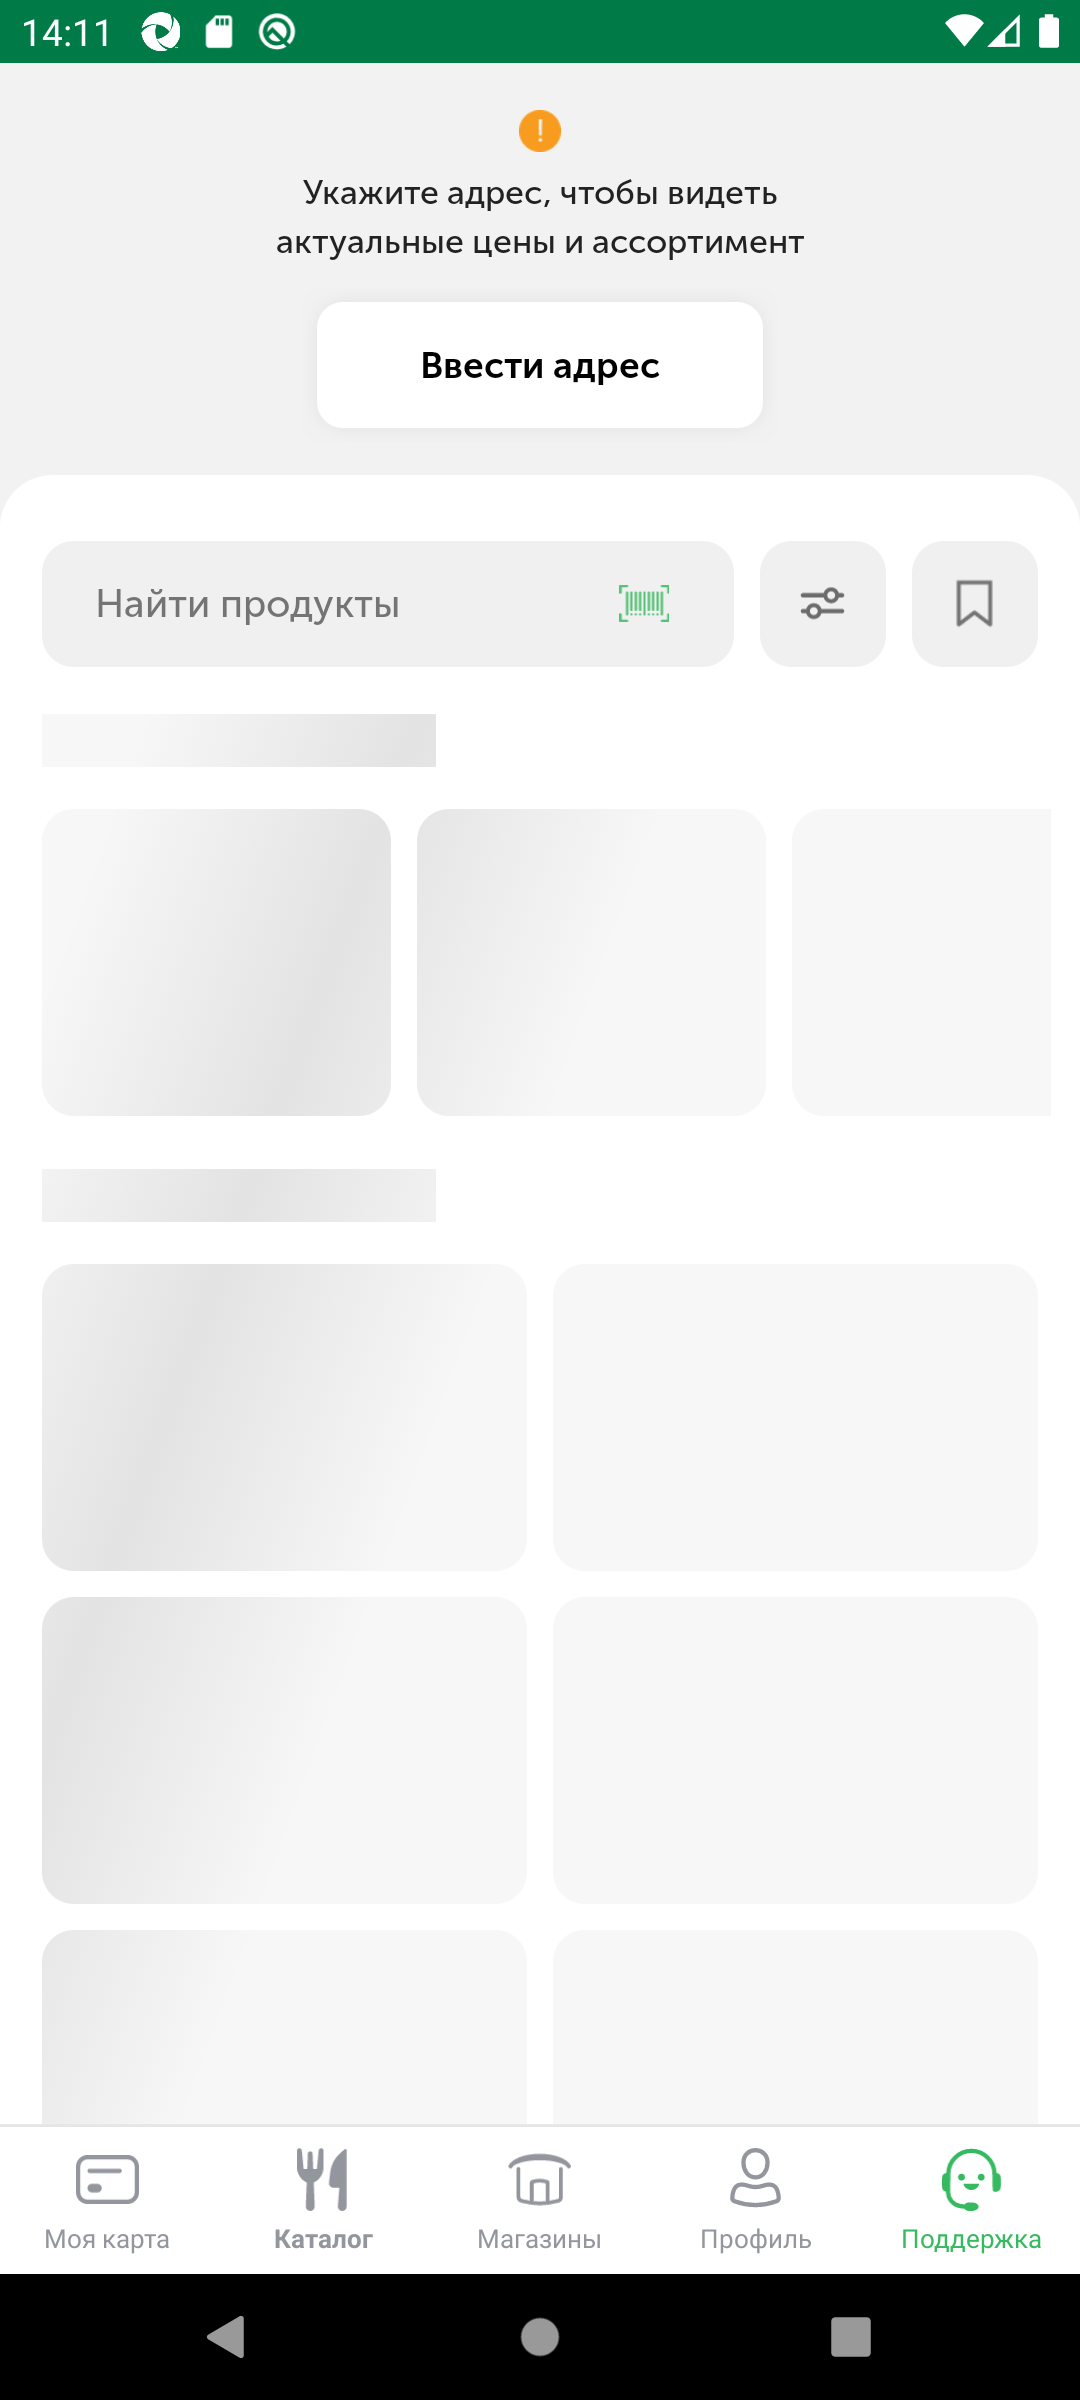 14:11
Укажите адрес, чтобы видеть
актуальные цены и ассортимент
Ввести адрес
Найти продукты
Моя карта
Каталог
Магазины
Профиль
Поддержка